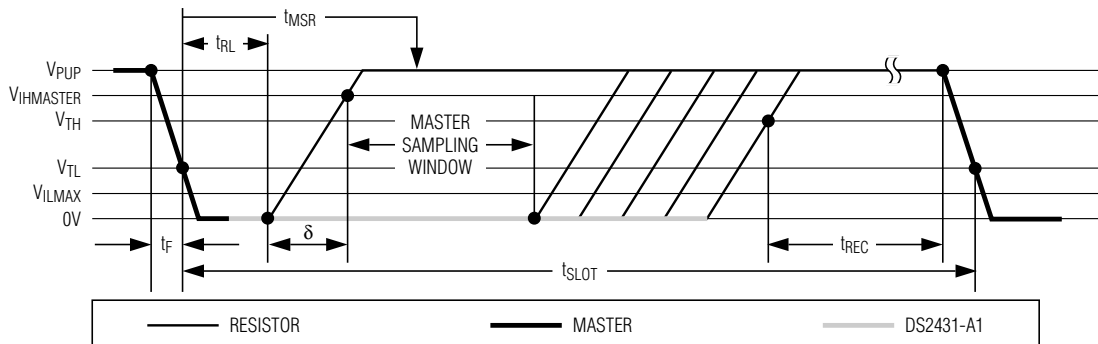 tMSR
tRL
VPUP
VIHMASTER
VTH
VTL
VILMAX
0V
MASTER
SAMPLING
WINDOW
tF
δ
tREC
tSLOT
RESISTOR
MASTER
DS2431-A1